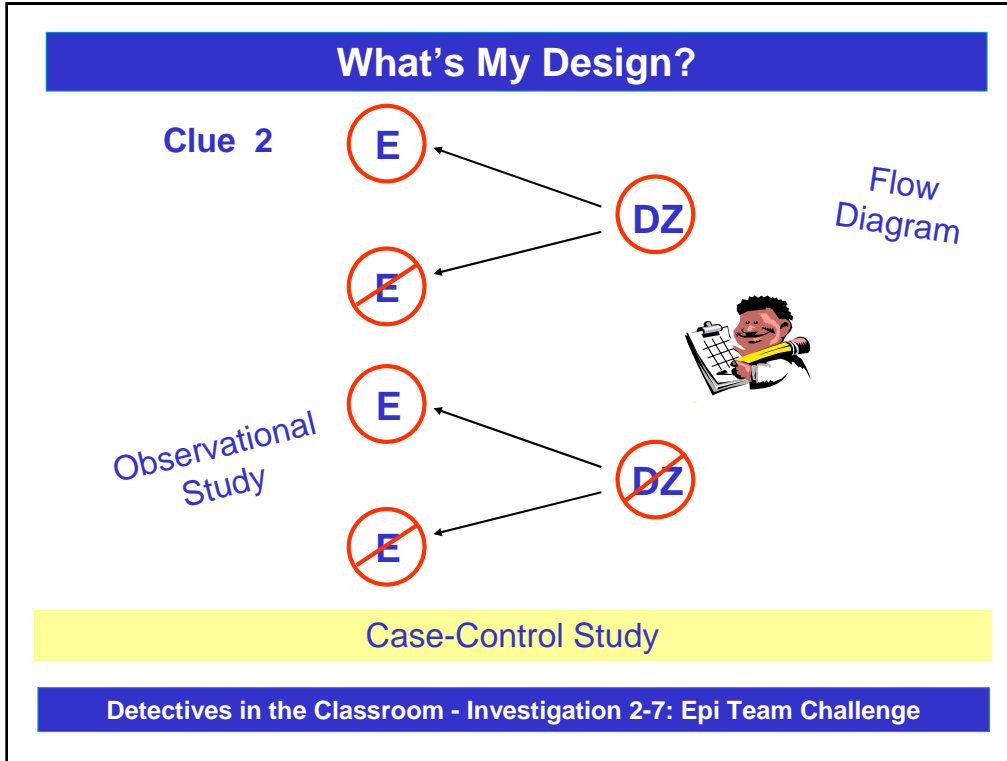 What's My Design?
Clue 2
E
DZ
Flow
Diagram
E
E
Observational
Study
DZ
E
Case-Control Study
Detectives in the Classroom - Investigation 2-7: Epi Team Challenge